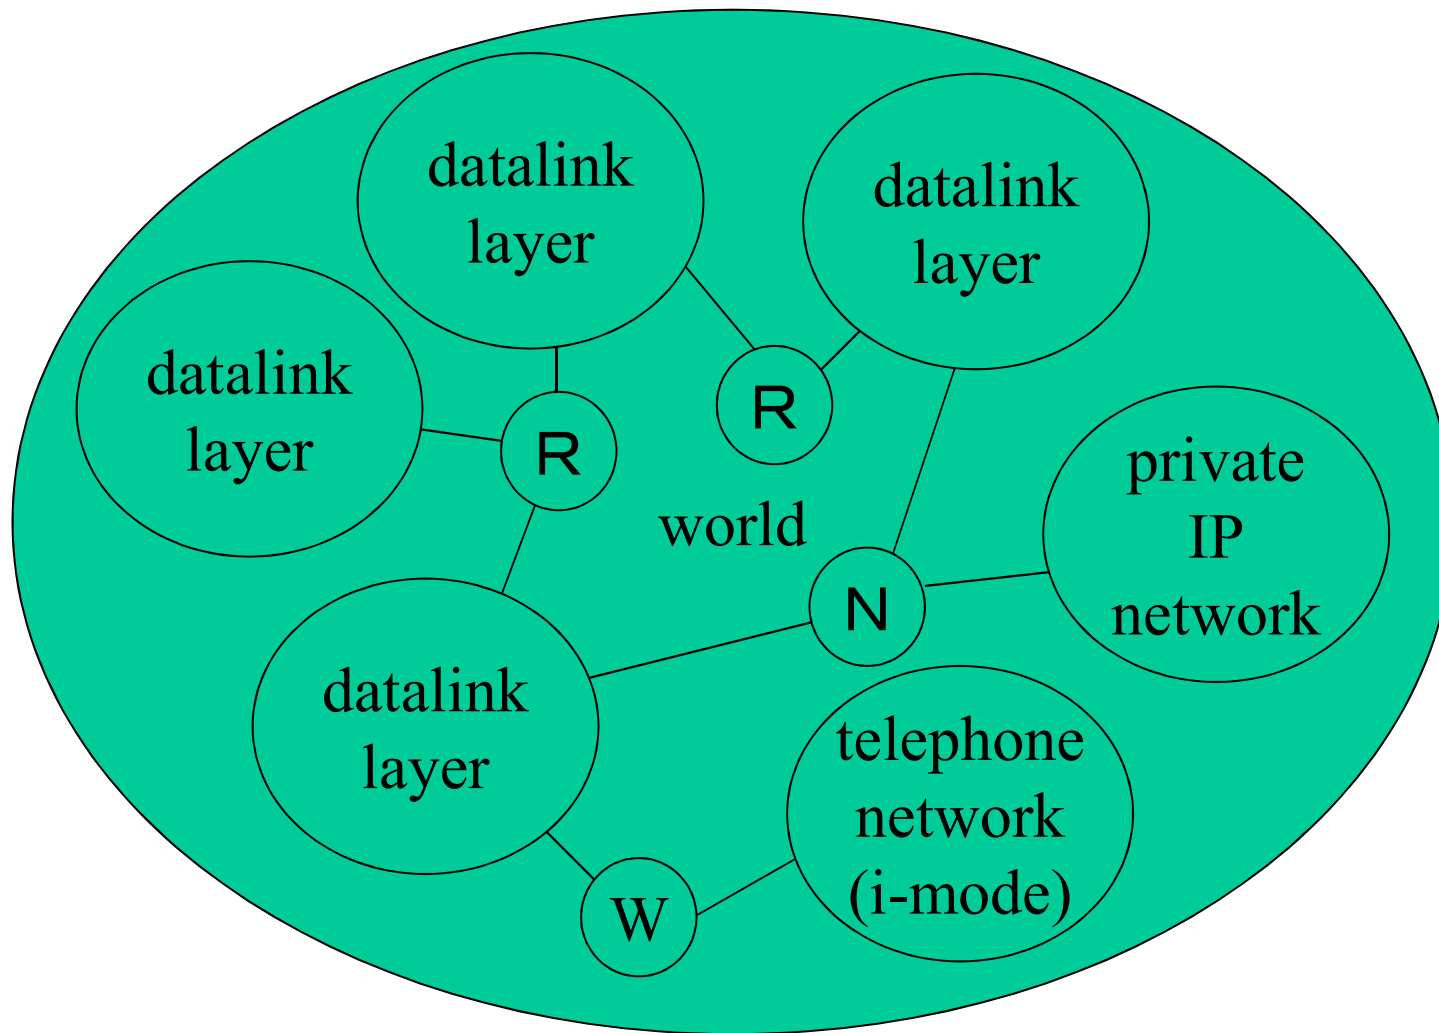 datalink
layer
datalink
layer
datalink
layer
R
R
world
private
IP
network
N
datalink
layer
telephone
network
(i-mode)
W